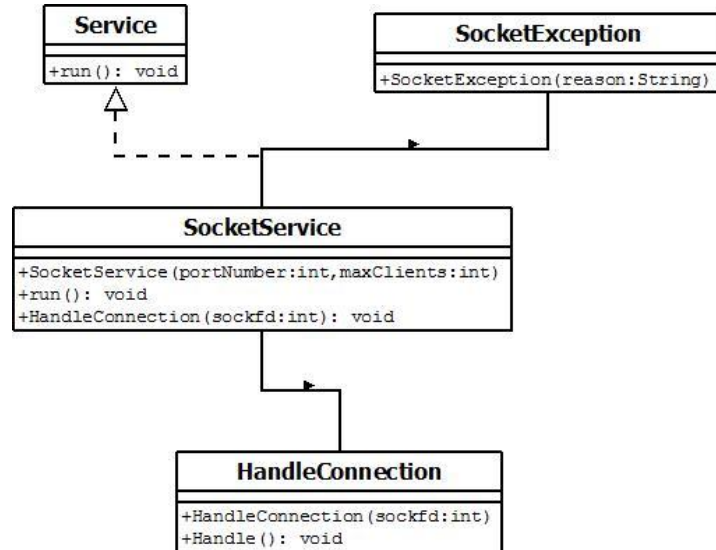 Service
+run(): void
SocketException
+SocketException(reason:String)
SocketService
+SocketService(portNumber:int,maxClients:int)
+run(): void
+HandleConnection(sockfd:int): void
HandleConnection
+HandleConnection(sockfd:int)
+Handle(): void